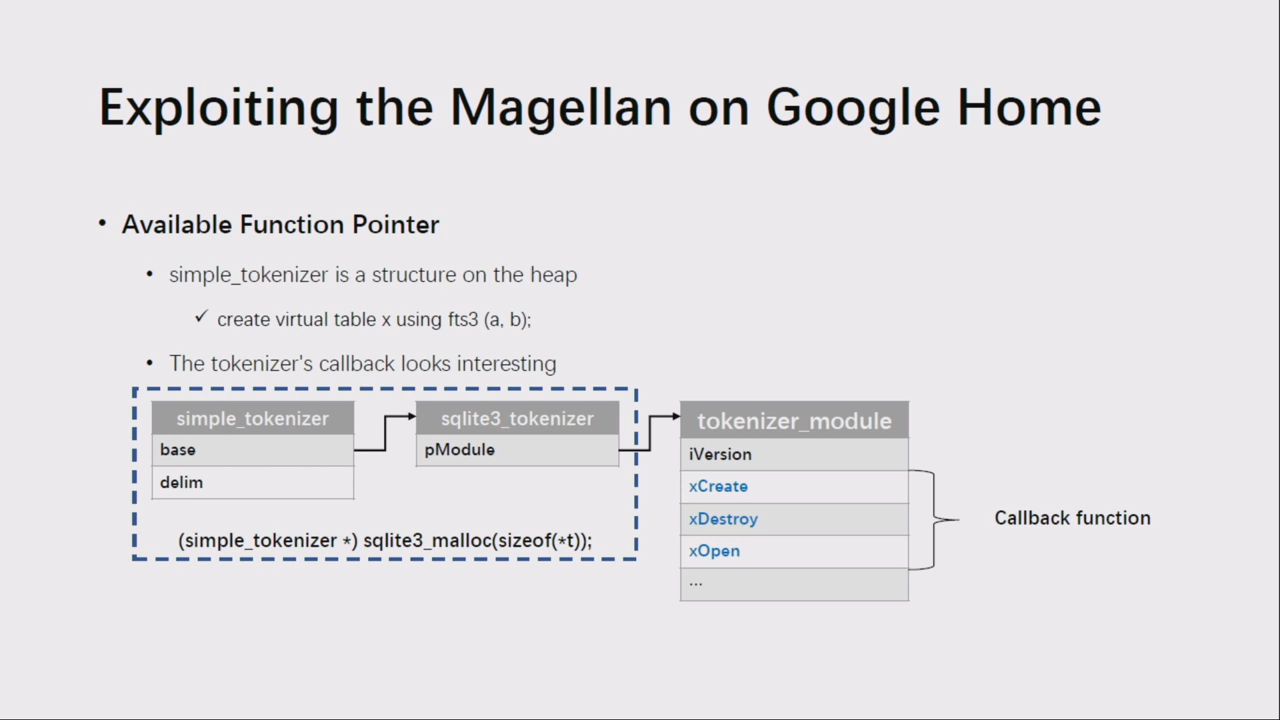 Exploiting the Magellan on Google Home
• Available Function Pointer
• simple_tokenizer is a structure on the heap
✓ create virtual table x using fts3 (a, b);
• The tokenizer's callback looks interesting
simple_tokenizer
base
delim
sqlite3_tokenizer
pModule
(simple_tokenizer *) sqlite3_malloc(sizeof(*t));
tokenizer_module
iVersion
xCreate
xDestroy
xOpen
...
Callback function